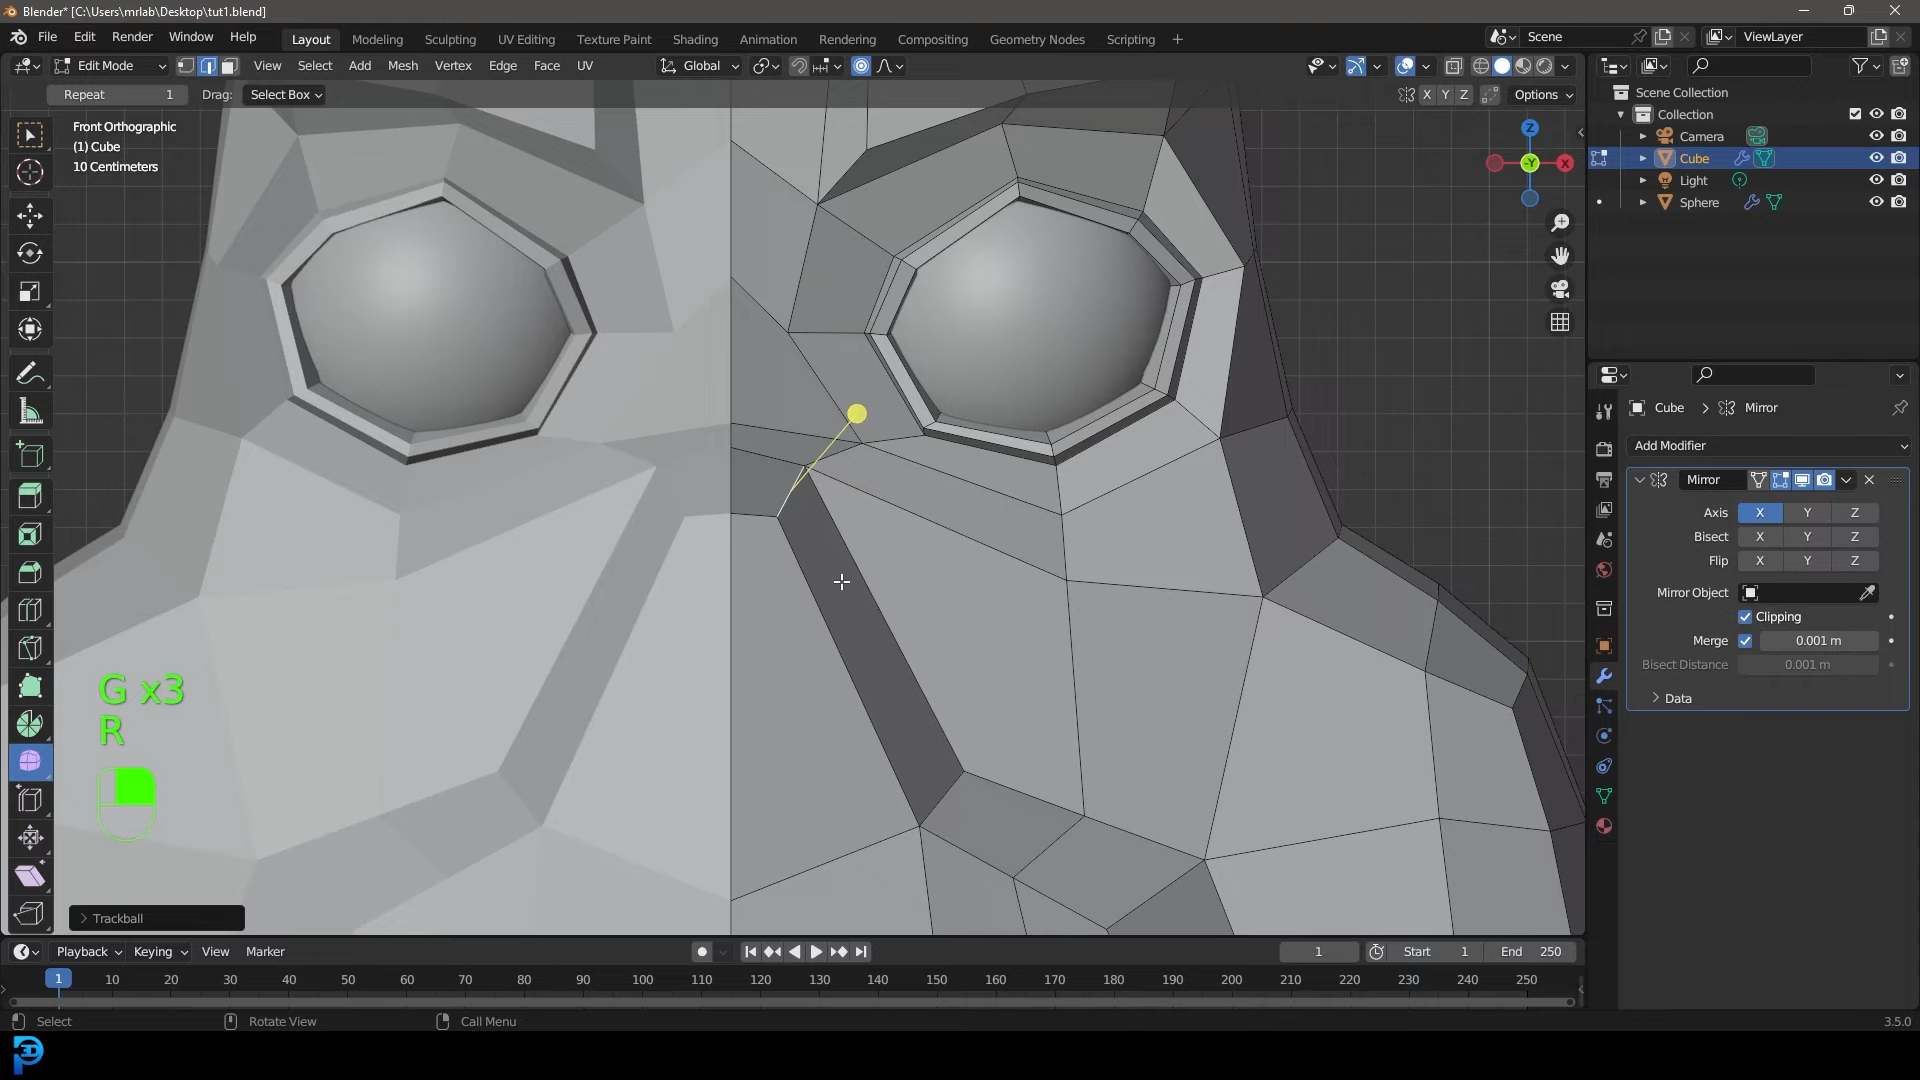 Blender* [C:\Users\mrlab\Desktop\tut1.blend]
File Edit Render Window Help Layout Modeling Sculpting UV Editing Texture Paint Shading Animation Rendering Compositing Geometry Nodes Scripting + Scene ViewLayer
Edit Mode View Select Add Mesh Vertex Edge Face UV Global
Repeat 1 Drag: Select Box X Y Z Options
Front Orthographic
(1) Cube
10 Centimeters
Z
-Y X
Scene Collection
Collection
Camera
Cube
Light
Sphere
Cube > Mirror
Add Modifier
Mirror
Axis X Y Z
Bisect X Y Z
Flip X Y Z
Mirror Object
Clipping
Merge 0.001 m
Bisect Distance 0.001 m
Data
G x3
R
Trackball
Playback Keying View Marker 1 Start 1 End 250
1 10 20 30 40 50 60 70 80 90 100 110 120 130 140 150 160 170 180 190 200 210 220 230 240 250
Select Rotate View Call Menu 3.5.0
3D